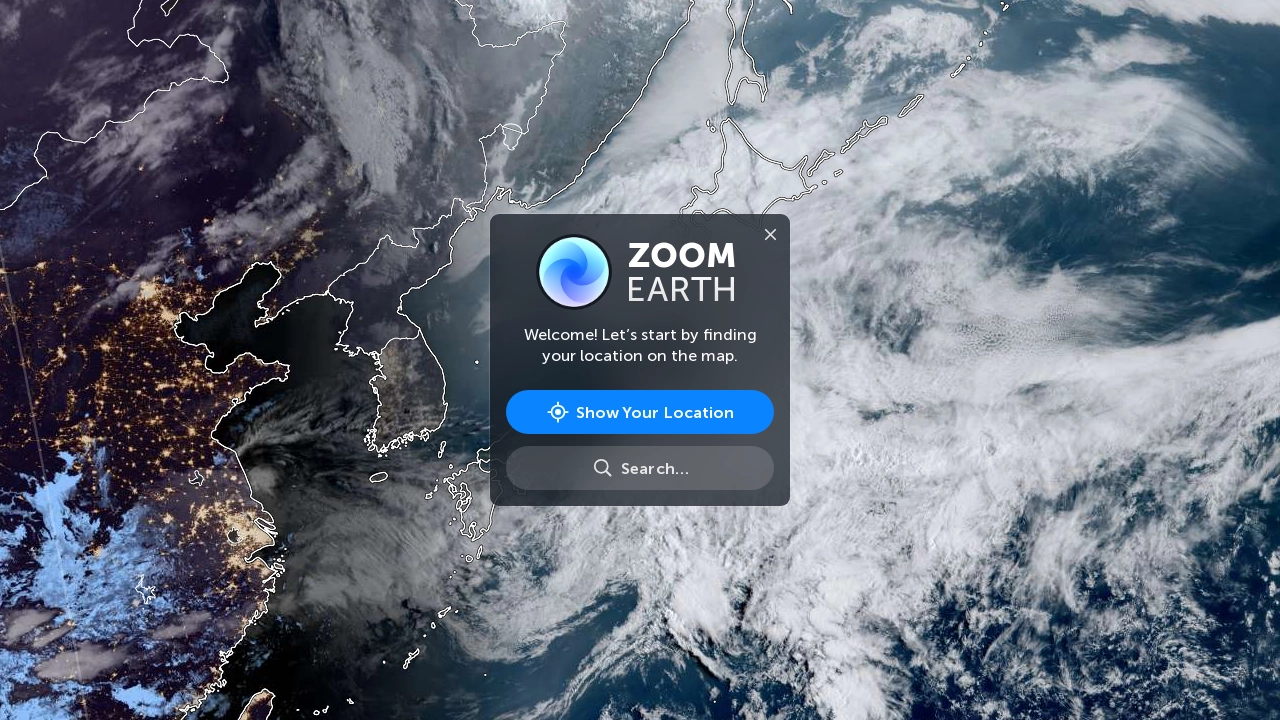 ZOOM
EARTH
Welcome! Let’s start by finding
your location on the map.
Show Your Location
Search...